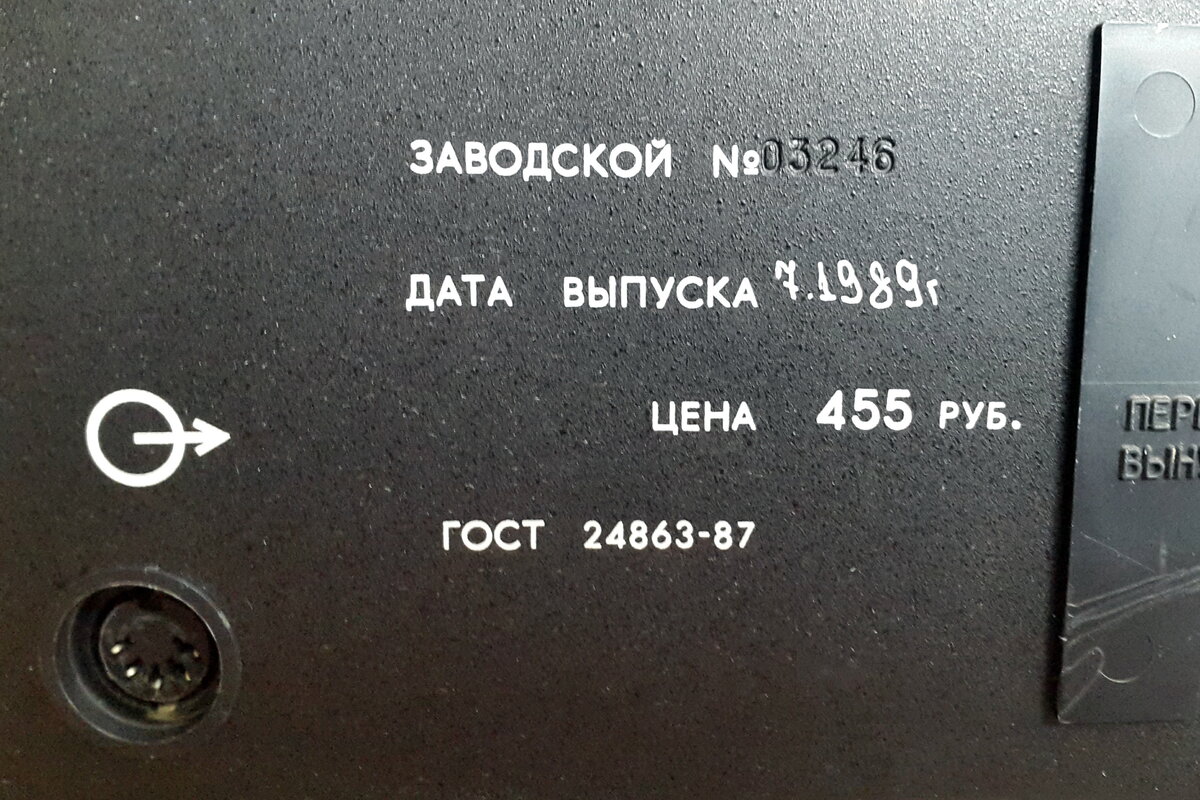 ЗАВОДСКОЙ №03246
ДАТА ВЫПУСКА 7.1989г
ЦЕНА 455 РУБ.
ГОСТ 24863-87